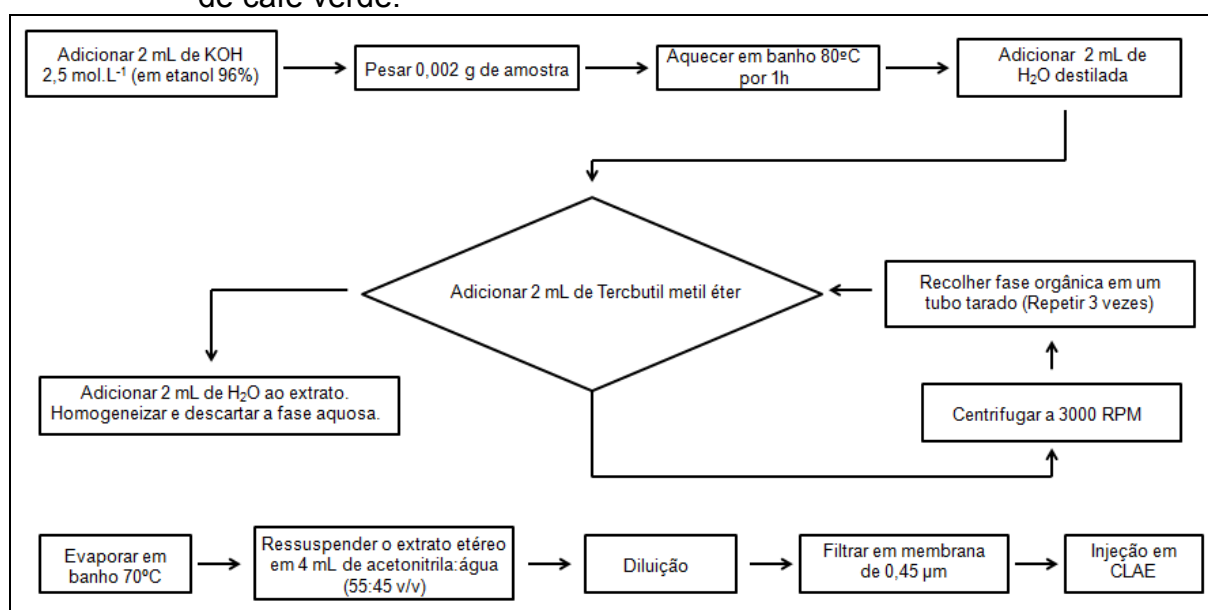 de café verde.
Adicionar 2 mL de KOH
2,5 mol.L-1 (em etanol 96%)
Pesar 0,002 g de amostra
Aquecer em banho 80ºC
por 1h
Adicionar 2 mL de
H2O destilada
Adicionar 2 mL de Tercbutil metil éter
Recolher fase orgânica em um
tubo tarado (Repetir 3 vezes)
Adicionar 2 mL de H2O ao extrato.
Homogeneizar e descartar a fase aquosa.
Centrifugar a 3000 RPM
Evaporar em
banho 70ºC
Ressuspender o extrato etéreo
em 4 mL de acetonitrila:água
(55:45 v/v)
Diluição
Filtrar em membrana
de 0,45 µm
Injeção em
CLAE